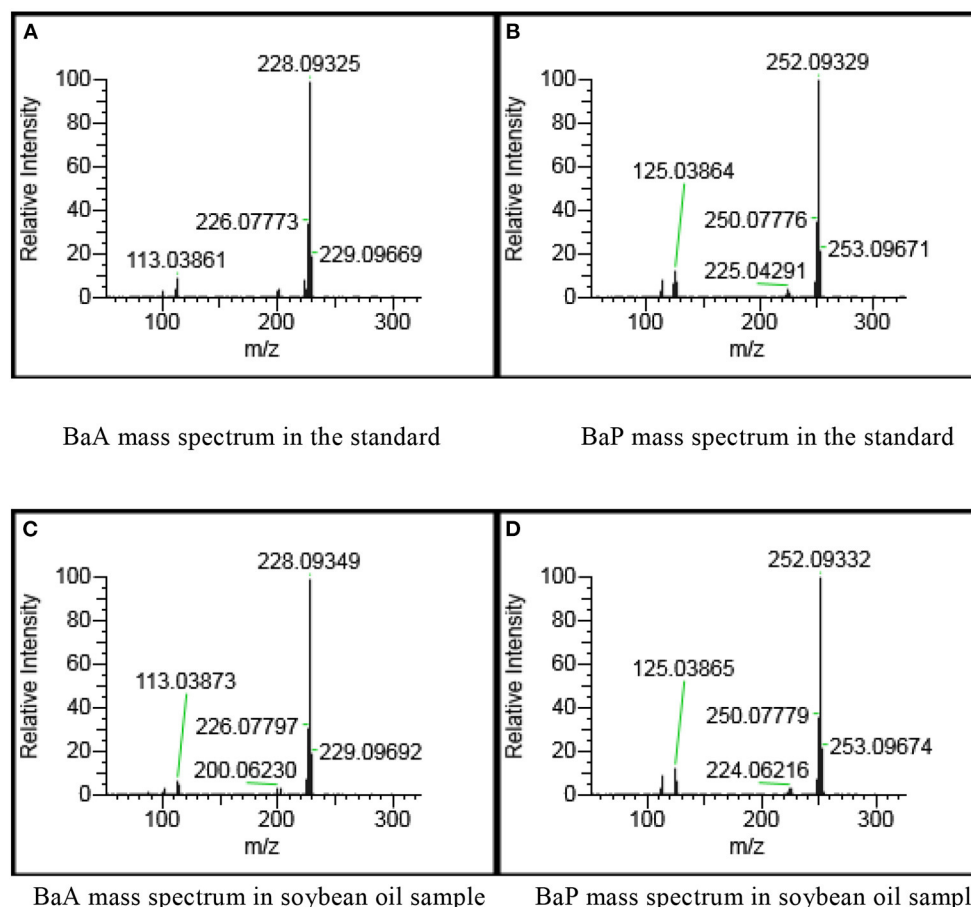 A
228.09325
100
80
60
40
20
0
Relative Intensity
226.07773
113.03861
229.09669
100 200 300
m/z
B
252.09329
100
80
60
40
20
0
Relative Intensity
125.03864
250.07776
225.04291
253.09671
100 200 300
m/z
BaA mass spectrum in the standard
BaP mass spectrum in the standard
C
228.09349
100
80
60
40
20
0
Relative Intensity
113.03873
226.07797
200.06230
229.09692
100 200 300
m/z
D
252.09332
100
80
60
40
20
0
Relative Intensity
125.03865
250.07779
224.06216
253.09674
100 200 300
m/z
BaA mass spectrum in soybean oil sample
BaP mass spectrum in soybean oil sampl